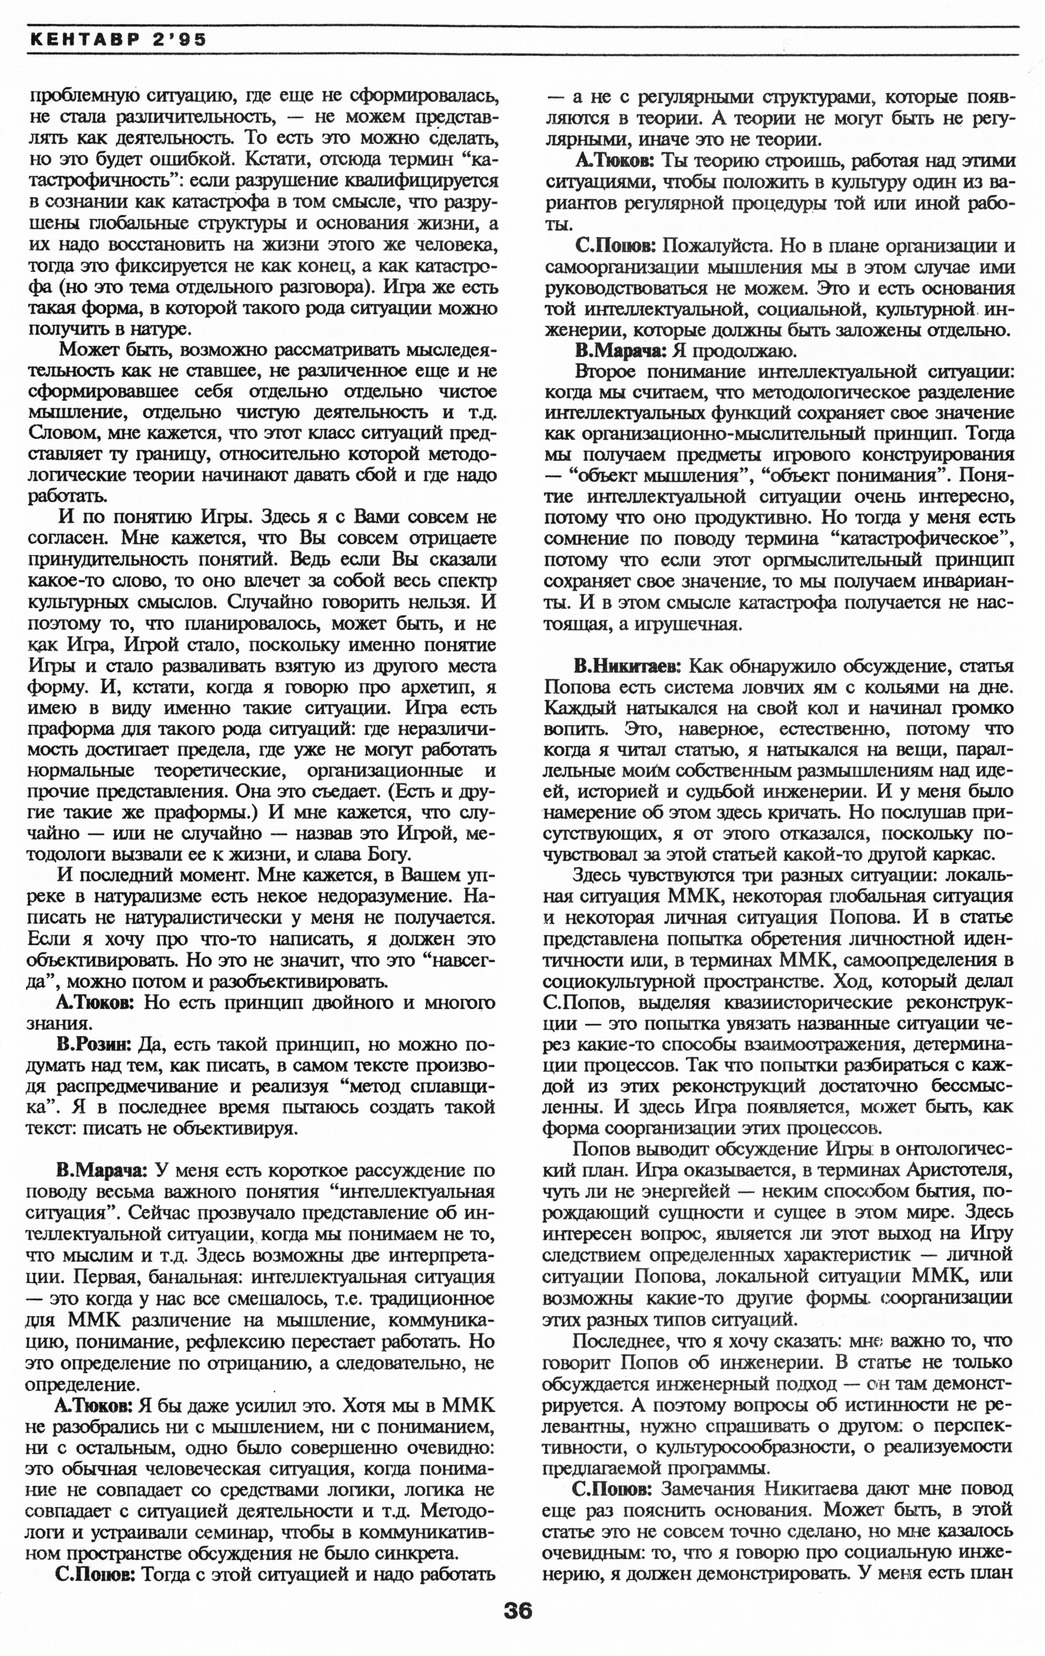 КЕНТАВР 2'95
проблемную ситуацию, где еще не сформировалась,
не стала различительность, — не можем представ-
лять как деятельность. То есть это можно сделать,
но это будет ошибкой. Кстати, отсюда термин “ка-
тастрофичность”: если разрушение квалифицируется
в сознании как катастрофа в том смысле, что разру-
шены глобальные структуры и основания жизни, а
их надо восстановить на жизни этого же человека,
тогда это фиксируется не как конец, а как катастро-
фа (но это тема отдельного разговора). Игра же есть
такая форма, в которой такого рода ситуации можно
получить в натуре.
Может быть, возможно рассматривать мыследея-
тельность как не ставшее, не различенное еще и не
сформировавшее себя отдельно отдельно чистое
мышление, отдельно чистую деятельность и т.д.
Словом, мне кажется, что этот класс ситуаций пред-
ставляет ту границу, относительно которой методо-
логические теории начинают давать сбой и где надо
работать.
И по понятию Игры. Здесь я с Вами совсем не
согласен. Мне кажется, что Вы совсем отрицаете
принудительность понятий. Ведь если Вы сказали
какое-то слово, то оно влечет за собой весь спектр
культурных смыслов. Случайно говорить нельзя. И
поэтому то, что планировалось, может быть, и не
как Игра, Игрой стало, поскольку именно понятие
Игры и стало разваливать взятую из другого места
форму. И, кстати, когда я говорю про архетип, я
имею в виду именно такие ситуации. Игра есть
праформа для такого рода ситуаций: где неразличи-
мость достигает предела, где уже не могут работать
нормальные теоретические, организационные и
прочие представления. Она это съедает. (Есть и дру-
гие такие же праформы.) И мне кажется, что слу-
чайно — или не случайно — назвав это Игрой, ме-
тодологи вызвали ее к жизни, и слава Богу.
И последний момент. Мне кажется, в Вашем уп-
реке в натурализме есть некое недоразумение. На-
писать не натуралистически у меня не получается.
Если я хочу про что-то написать, я должен это
объективировать. Но это не значит, что это “навсег-
да”, можно потом и разобъективировать.
А.Тюков: Но есть принцип двойного и многого
знания.
В.Розин: Да, есть такой принцип, но можно по-
думать над тем, как писать, в самом тексте произво-
дя распредмечивание и реализуя “метод сплавщи-
ка”. Я в последнее время пытаюсь создать такой
текст: писать не объективируя.
В.Марача: У меня есть короткое рассуждение по
поводу весьма важного понятия “интеллектуальная
ситуация”. Сейчас прозвучало представление об ин-
теллектуальной ситуации, когда мы понимаем не то,
что мыслим и т.д. Здесь возможны две интерпрета-
ции. Первая, банальная: интеллектуальная ситуация
— это когда у нас все смешалось, т.е. традиционное
для ММК различение на мышление, коммуника-
цию, понимание, рефлексию перестает работать. Но
это определение по отрицанию, а следовательно, не
определение.
А.Тюков: Я бы даже усилил это. Хотя мы в ММК
не разобрались ни с мышлением, ни с пониманием,
ни с остальным, одно было совершенно очевидно:
это обычная человеческая ситуация, когда понима-
ние не совпадает со средствами логики, логика не
совпадает с ситуацией деятельности и т.д. Методо-
логи и устраивали семинар, чтобы в коммуникатив-
ном пространстве обсуждения не было синкрета.
С.Попов: Тогда с этой ситуацией и надо работать
— а не с регулярными структурами, которые появ-
ляются в теории. А теории не могут быть не регу-
лярными, иначе это не теории.
А.Тюков: Ты теорию строишь, работая над этими
ситуациями, чтобы положить в культуру один из ва-
риантов регулярной процедуры той или иной рабо-
ты.
С.Попов: Пожалуйста. Но в плане организации и
самоорганизации мышления мы в этом случае ими
руководствоваться не можем. Это и есть основания
той интеллектуальной, социальной, культурной ин-
женерии, которые должны быть заложены отдельно.
В.Марача: Я продолжаю.
Второе понимание интеллектуальной ситуации:
когда мы считаем, что методологическое разделение
интеллектуальных функций сохраняет свое значение
как организационно-мыслительный принцип. Тогда
мы получаем предметы игрового конструирования
— “объект мышления”, “объект понимания”. Поня-
тие интеллектуальной ситуации очень интересно,
потому что оно продуктивно. Но тогда у меня есть
сомнение по поводу термина “катастрофическое”,
потому что если этот оргмыслительный принцип
сохраняет свое значение, то мы получаем инвариан-
ты. И в этом смысле катастрофа получается не нас-
тоящая, а игрушечная.
В.Никитаев: Как обнаружило обсуждение, статья
Попова есть система ловчих ям с кольями на дне.
Каждый натыкался на свой кол и начинал громко
вопить. Это, наверное, естественно, потому что
когда я читал статью, я натыкался на вещи, парал-
лельные моим собственным размышлениям над иде-
ей, историей и судьбой инженерии. И у меня было
намерение об этом здесь кричать. Но послушав при-
сутствующих, я от этого отказался, поскольку по-
чувствовал за этой статьей какой-то другой каркас.
Здесь чувствуются три разных ситуации: локаль-
ная ситуация ММК, некоторая глобальная ситуация
и некоторая личная ситуация Попова. И в статье
представлена попытка обретения личностной иден-
тичности или, в терминах ММК, самоопределения в
социокультурной пространстве. Ход, который делал
С.Попов, выделяя квазиисторические реконструк-
ции — это попытка увязать названные ситуации че-
рез какие-то способы взаимоотражения, детермина-
ции процессов. Так что попытки разбираться с каж-
дой из этих реконструкций достаточно бессмыс-
ленны. И здесь Игра появляется, может быть, как
форма соорганизации этих процессов.
Попов выводит обсуждение Игры в онтологичес-
кий план. Игра оказывается, в терминах Аристотеля,
чуть ли не энергейей — неким способом бытия, по-
рождающий сущности и сущее в этом мире. Здесь
интересен вопрос, является ли этот выход на Игру
следствием определенных характеристик — личной
ситуации Попова, локальной ситуации ММК, или
возможны какие-то другие формы. соорганизации
этих разных типов ситуаций.
Последнее, что я хочу сказать: мне важно то, что
говорит Попов об инженерии. В статье не только
обсуждается инженерный подход — он там демонст-
рируется. А поэтому вопросы об истинности не ре-
левантны, нужно спрашивать о другом: о перспек-
тивности, о культуросообразности, о реализуемости
предлагаемой программы.
С.Попов: Замечания Никитаева дают мне повод
еще раз пояснить основания. Может быть, в этой
статье это не совсем точно сделано, но мне казалось
очевидным: то, что я говорю про социальную инже-
нерию, я должен демонстрировать. У меня есть план
36